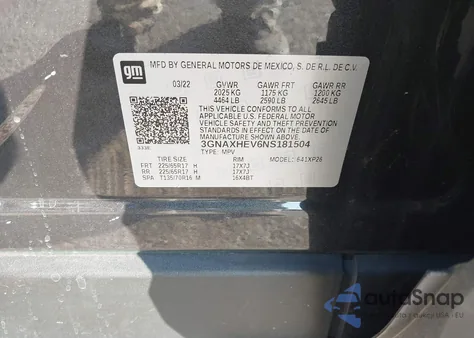 gm
MFD BY GENERAL MOTORS DE MEXICO, S. DE R.L. DE C.V.
03/22 GVWR GAWR FRT GAWR RR
2025 KG 1175 KG 1200 KG
4464 LB 2590 LB 2645 LB
THIS VEHICLE CONFORMS TO ALL
APPLICABLE U.S. FEDERAL MOTOR
VEHICLE SAFETY, BUMPER, AND THEFT
PREVENTION STANDARDS IN
EFFECT ON THE DATE OF
MANUFACTURE SHOWN ABOVE.
3GNAXHEV6NS181504
TYPE: MPV
TIRE SIZE RIM MODEL: 641XP26
FRT 225/65R17 H 17X7J
RR 225/65R17 H 17X7J
SPA T135/70R16 M 16X4BT
AutoSnap